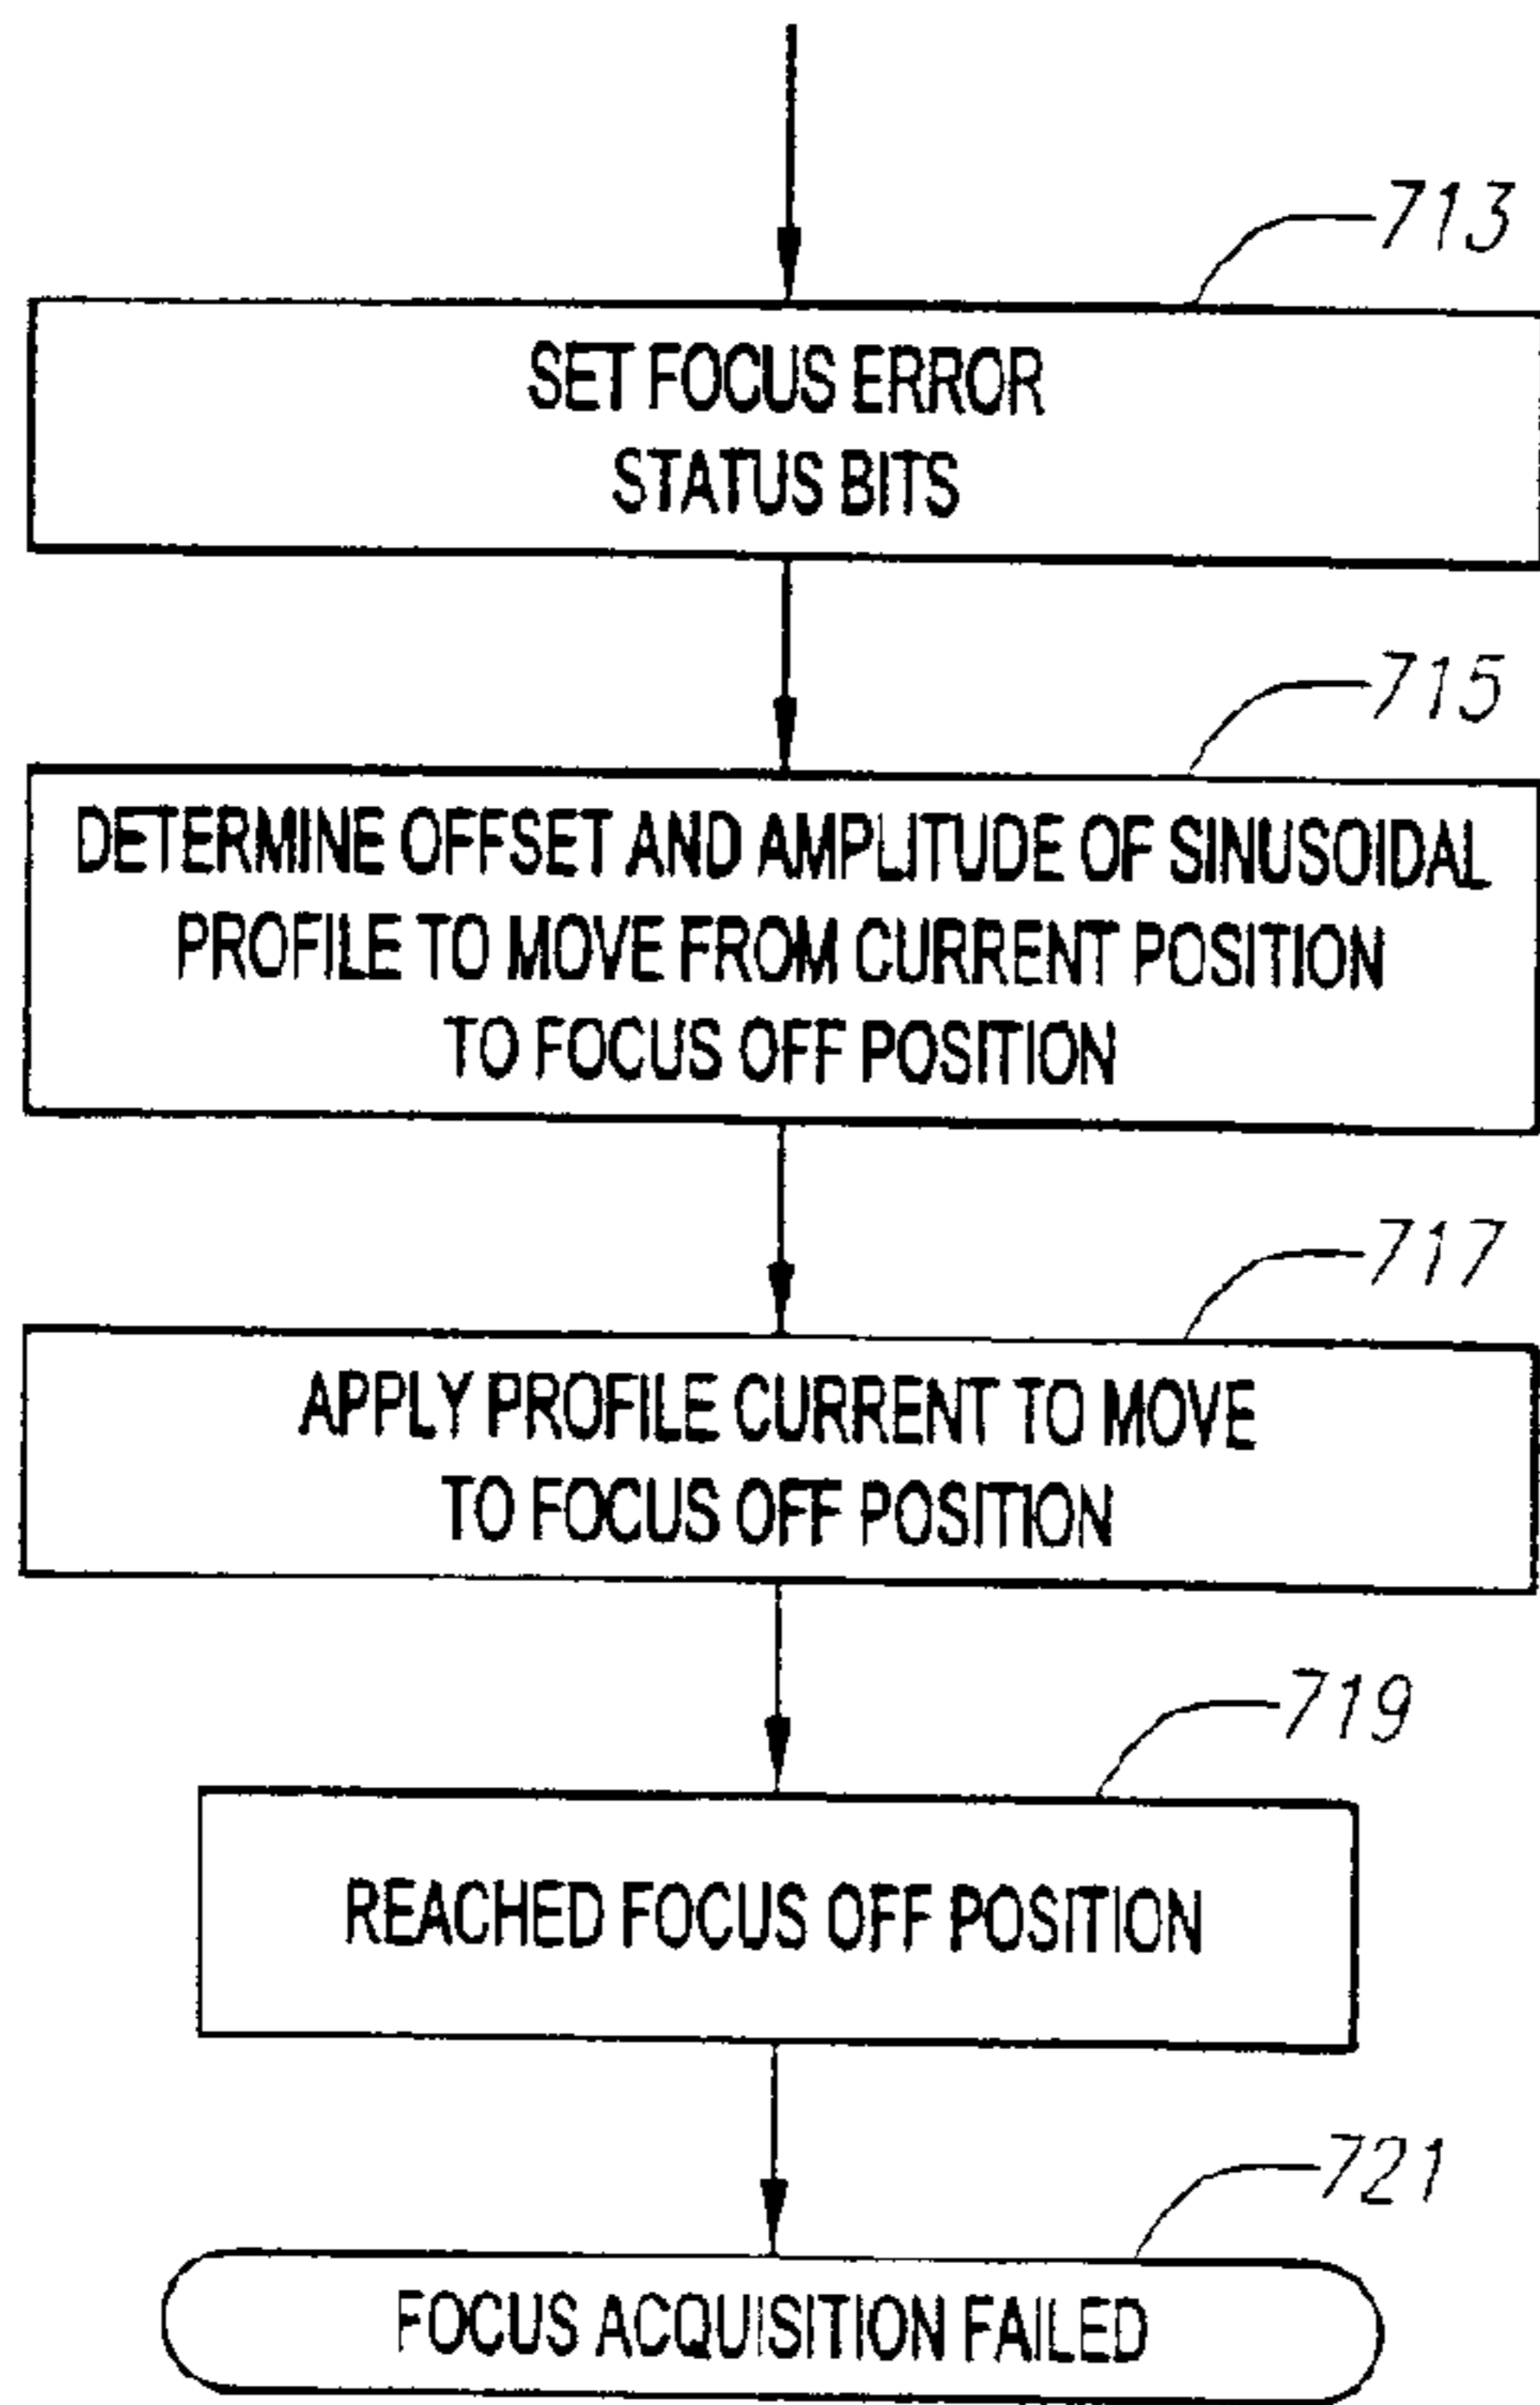 713
SET FOCUS ERROR
STATUS BITS
715
DETERMINE OFFSET AND AMPLITUDE OF SINUSOIDAL
PROFILE TO MOVE FROM CURRENT POSITION
TO FOCUS OFF POSITION
717
APPLY PROFILE CURRENT TO MOVE
TO FOCUS OFF POSITION
719
REACHED FOCUS OFF POSITION
721
FOCUS ACQUISITION FAILED